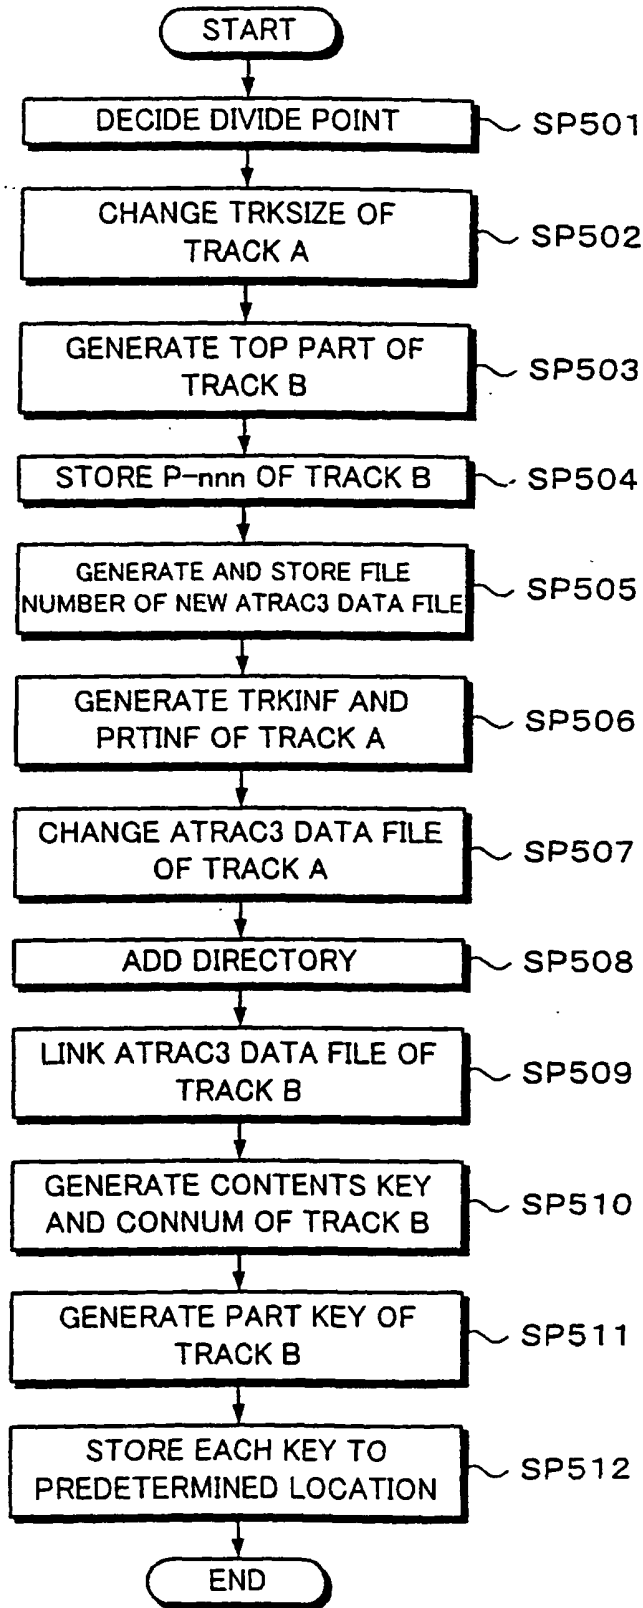 START
DECIDE DIVIDE POINT
SP501
CHANGE TRKSIZE OF
TRACK A
SP502
GENERATE TOP PART OF
TRACK B
SP503
STORE P-nnn OF TRACK B
SP504
GENERATE AND STORE FILE
NUMBER OF NEW ATRAC3 DATA FILE
SP505
GENERATE TRKINF AND
PRTINF OF TRACK A
SP506
CHANGE ATRAC3 DATA FILE
OF TRACK A
SP507
ADD DIRECTORY
SP508
LINK ATRAC3 DATA FILE OF
TRACK B
SP509
GENERATE CONTENTS KEY
AND CONNUM OF TRACK B
SP510
GENERATE PART KEY OF
TRACK B
SP511
STORE EACH KEY TO
PREDETERMINED LOCATION
SP512
END